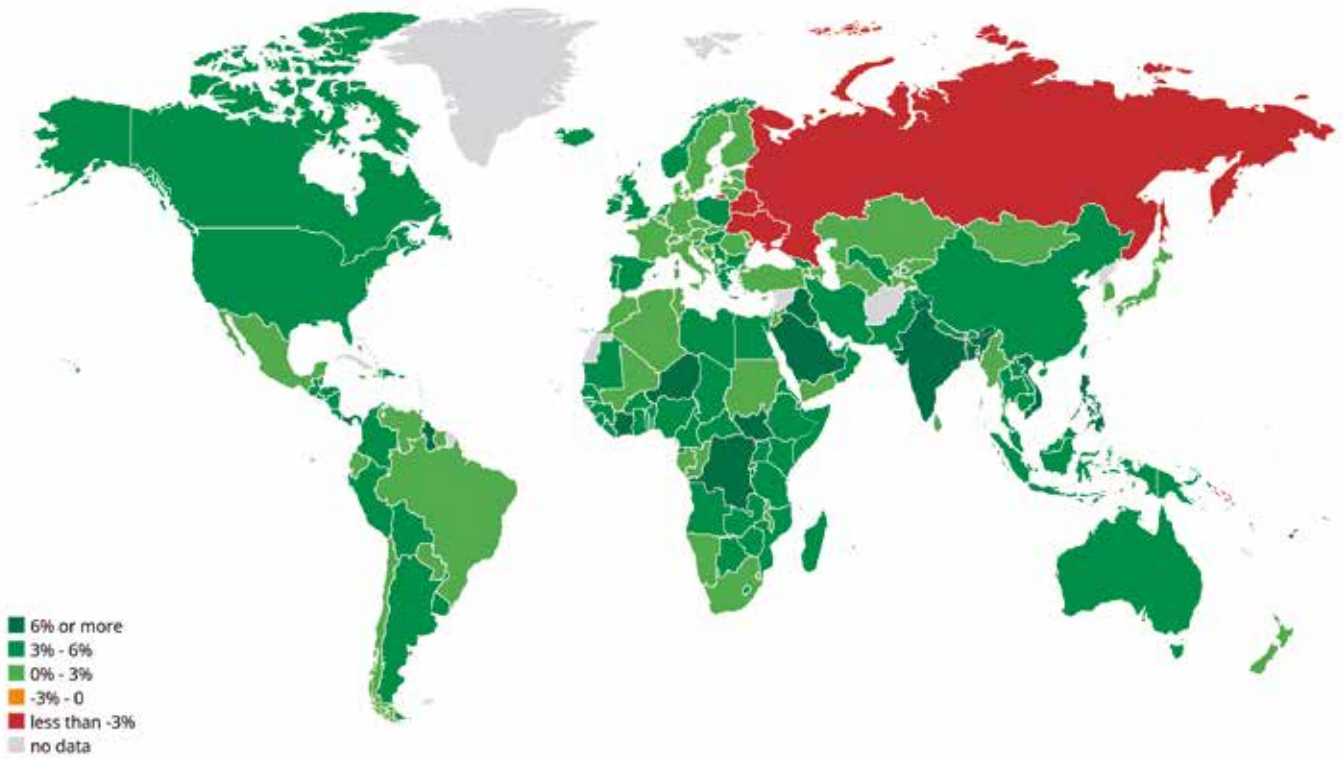 6% or more
3% - 6%
0% - 3%
-3% - 0
less than -3%
no data